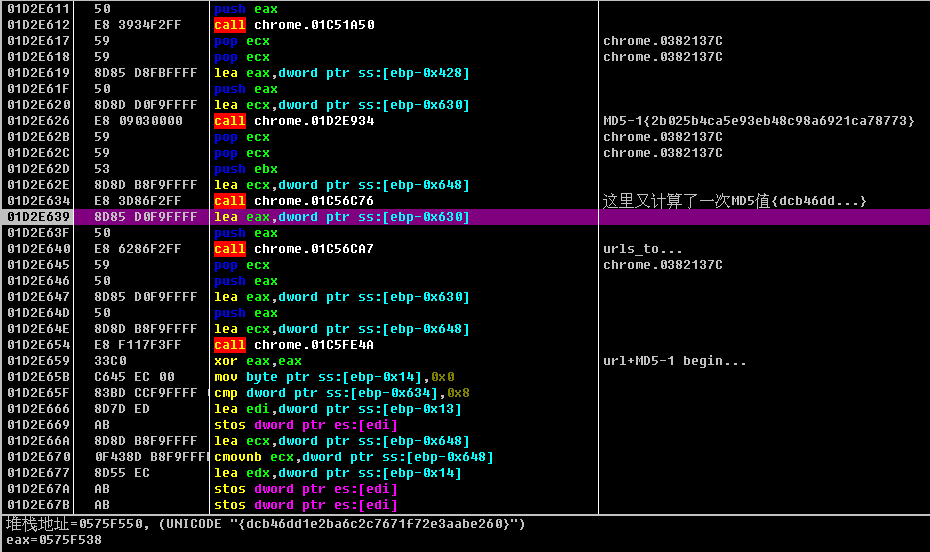 01D2E611 50 push eax
01D2E612 E8 3934F2FF call chrome.01C51A50
01D2E617 59 pop ecx chrome.0382137C
01D2E618 59 pop ecx chrome.0382137C
01D2E619 8D85 D8FBFFFF lea eax,dword ptr ss:[ebp-0x428]
01D2E61F 50 push eax
01D2E620 8D8D D0F9FFFF lea ecx,dword ptr ss:[ebp-0x630]
01D2E626 E8 09030000 call chrome.01D2E934 MD5-1{2b025b4ca5e93eb48c98a6921ca78773}
01D2E62B 59 pop ecx chrome.0382137C
01D2E62C 59 pop ecx chrome.0382137C
01D2E62D 53 push ebx
01D2E62E 8D8D B8F9FFFF lea ecx,dword ptr ss:[ebp-0x648]
01D2E634 E8 3D86F2FF call chrome.01C56C76 这里又计算了一次MD5值{dcb46dd...}
01D2E639 8D85 D0F9FFFF lea eax,dword ptr ss:[ebp-0x630]
01D2E63F 50 push eax
01D2E640 E8 6286F2FF call chrome.01C56CA7 urls_to...
01D2E645 59 pop ecx chrome.0382137C
01D2E646 50 push eax
01D2E647 8D85 D0F9FFFF lea eax,dword ptr ss:[ebp-0x630]
01D2E64D 50 push eax
01D2E64E 8D8D B8F9FFFF lea ecx,dword ptr ss:[ebp-0x648]
01D2E654 E8 F117F3FF call chrome.01C5FE4A
01D2E659 33C0 xor eax,eax url+MD5-1 begin...
01D2E65B C645 EC 00 mov byte ptr ss:[ebp-0x14],0x0
01D2E65F 83BD CCF9FFFF cmp dword ptr ss:[ebp-0x634],0x8
01D2E666 8D7D ED lea edi,dword ptr ss:[ebp-0x13]
01D2E669 AB stos dword ptr es:[edi]
01D2E66A 8D8D B8F9FFFF lea ecx,dword ptr ss:[ebp-0x648]
01D2E670 0F438D B8F9FFF cmovnb ecx,dword ptr ss:[ebp-0x648]
01D2E677 8D55 EC lea edx,dword ptr ss:[ebp-0x14]
01D2E67A AB stos dword ptr es:[edi]
01D2E67B AB stos dword ptr es:[edi]
堆栈地址=0575F550, (UNICODE "{dcb46dd1e2ba6c2c7671f72e3aabe260}")
eax=0575F538